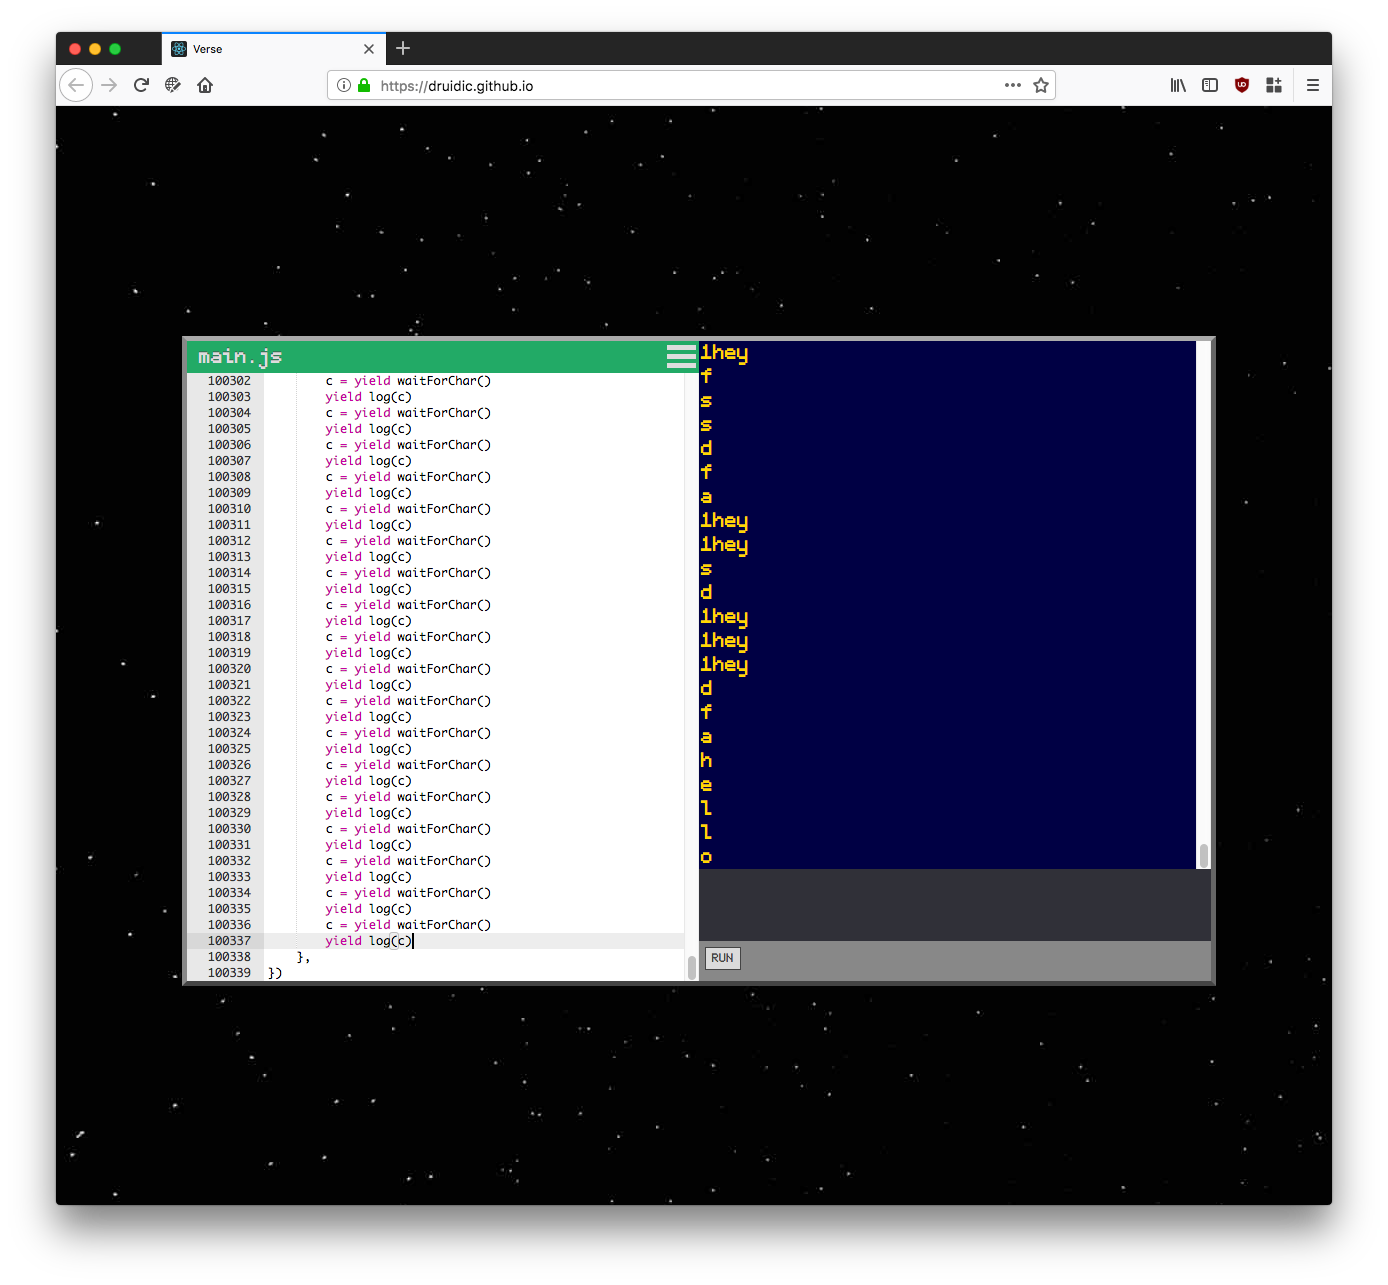 Verse
https://druidic.github.io
main.js
100302 c = yield waitForChar()
100303 yield log(c)
100304 c = yield waitForChar()
100305 yield log(c)
100306 c = yield waitForChar()
100307 yield log(c)
100308 c = yield waitForChar()
100309 yield log(c)
100310 c = yield waitForChar()
100311 yield log(c)
100312 c = yield waitForChar()
100313 yield log(c)
100314 c = yield waitForChar()
100315 yield log(c)
100316 c = yield waitForChar()
100317 yield log(c)
100318 c = yield waitForChar()
100319 yield log(c)
100320 c = yield waitForChar()
100321 yield log(c)
100322 c = yield waitForChar()
100323 yield log(c)
100324 c = yield waitForChar()
100325 yield log(c)
100326 c = yield waitForChar()
100327 yield log(c)
100328 c = yield waitForChar()
100329 yield log(c)
100330 c = yield waitForChar()
100331 yield log(c)
100332 c = yield waitForChar()
100333 yield log(c)
100334 c = yield waitForChar()
100335 yield log(c)
100336 c = yield waitForChar()
100337 yield log(c)
100338 },
100339 })
1hey
f
s
s
d
f
a
1hey
1hey
s
d
1hey
1hey
1hey
d
f
a
h
e
l
l
o
RUN